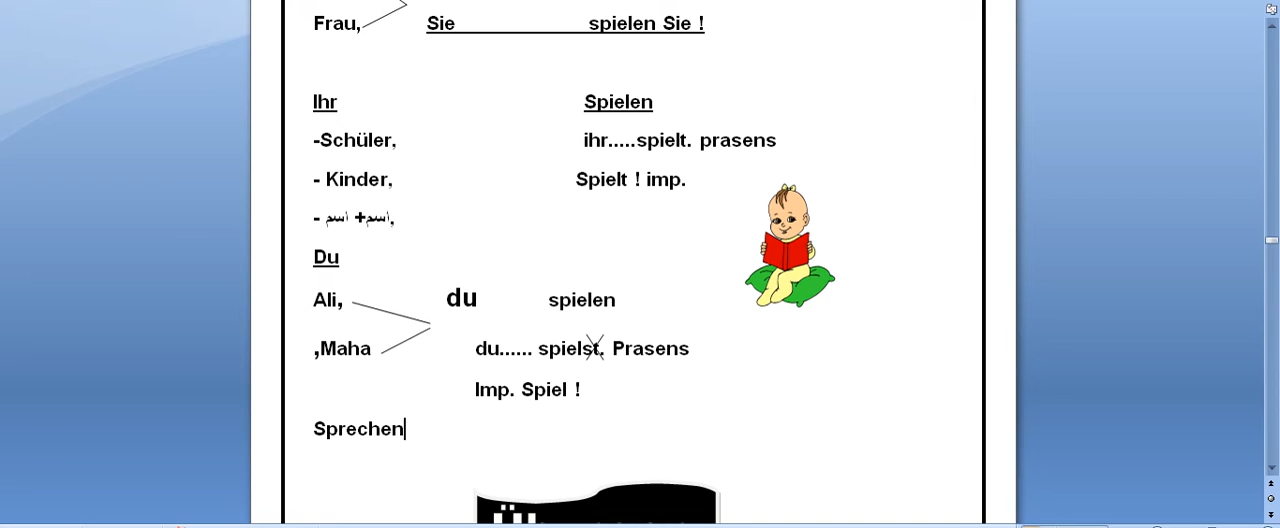 Frau, Sie spielen Sie !
Ihr Spielen
-Schüler, ihr.....spielt. prasens
- Kinder, Spielt ! imp.
- اسم +اسم,
Du
Ali, du spielen
,Maha du...... spielst. Prasens
Imp. Spiel !
Sprechen